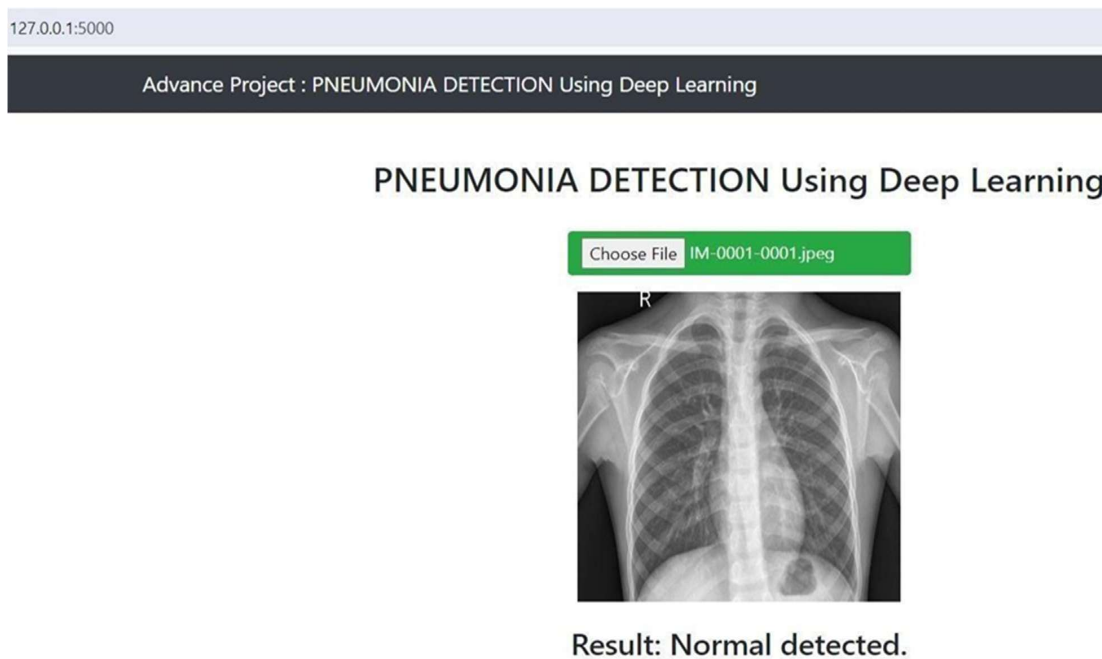 127.0.0.1:5000
Advance Project : PNEUMONIA DETECTION Using Deep Learning
PNEUMONIA DETECTION Using Deep Learning
Choose File IM-0001-0001.jpeg
R
Result: Normal detected.